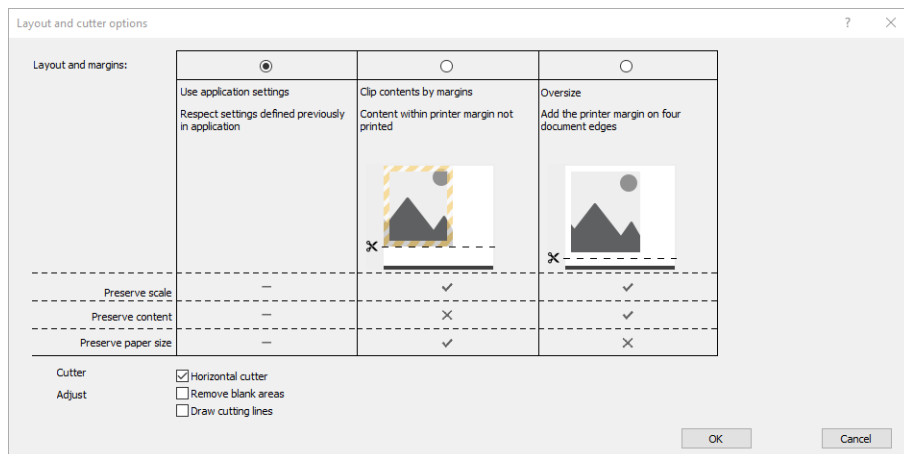 Layout and cutter options
Layout and margins:
Use application settings
Respect settings defined previously
in application
Clip contents by margins
Content within printer margin not
printed
Oversize
Add the printer margin on four
document edges
Preserve scale
Preserve content
Preserve paper size
Cutter
Horizontal cutter
Adjust
Remove blank areas
Draw cutting lines
OK
Cancel